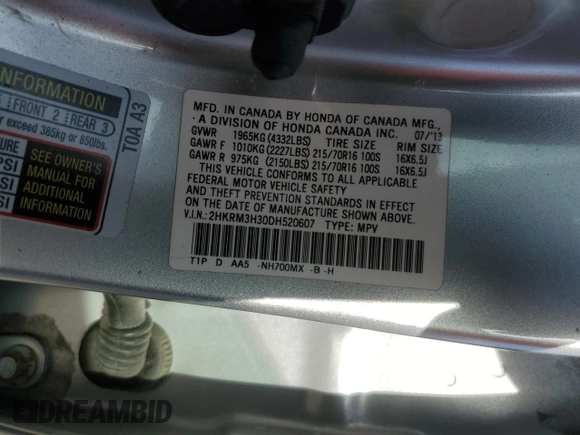 INFORMATION
FRONT 2 REAR 3
exceed 385kg or 850lbs.
TOA A3
SEE OWNER'S
MANUAL FOR
ADDITIONAL
INFORMATION
PSI
PSI
MFD. IN CANADA BY HONDA OF CANADA MFG.,
A DIVISION OF HONDA CANADA INC. 07/'13
GVWR 1965KG (4332LBS) TIRE SIZE RIM SIZE
GAWR F 1010KG (2227LBS) 215/70R16 100S 16X6.5J
GAWR R 975KG (2150LBS) 215/70R16 100S 16X6.5J
THIS VEHICLE CONFORMS TO ALL APPLICABLE
FEDERAL MOTOR VEHICLE SAFETY
AND THEFT PREVENTION STANDARDS IN EFFECT
ON THE DATE OF MANUFACTURE SHOWN ABOVE.
V.I.N.: 2HKRM3H30DH520607 TYPE: MPV
T1P D AA5 -NH700MX -B -H
DREAMBID